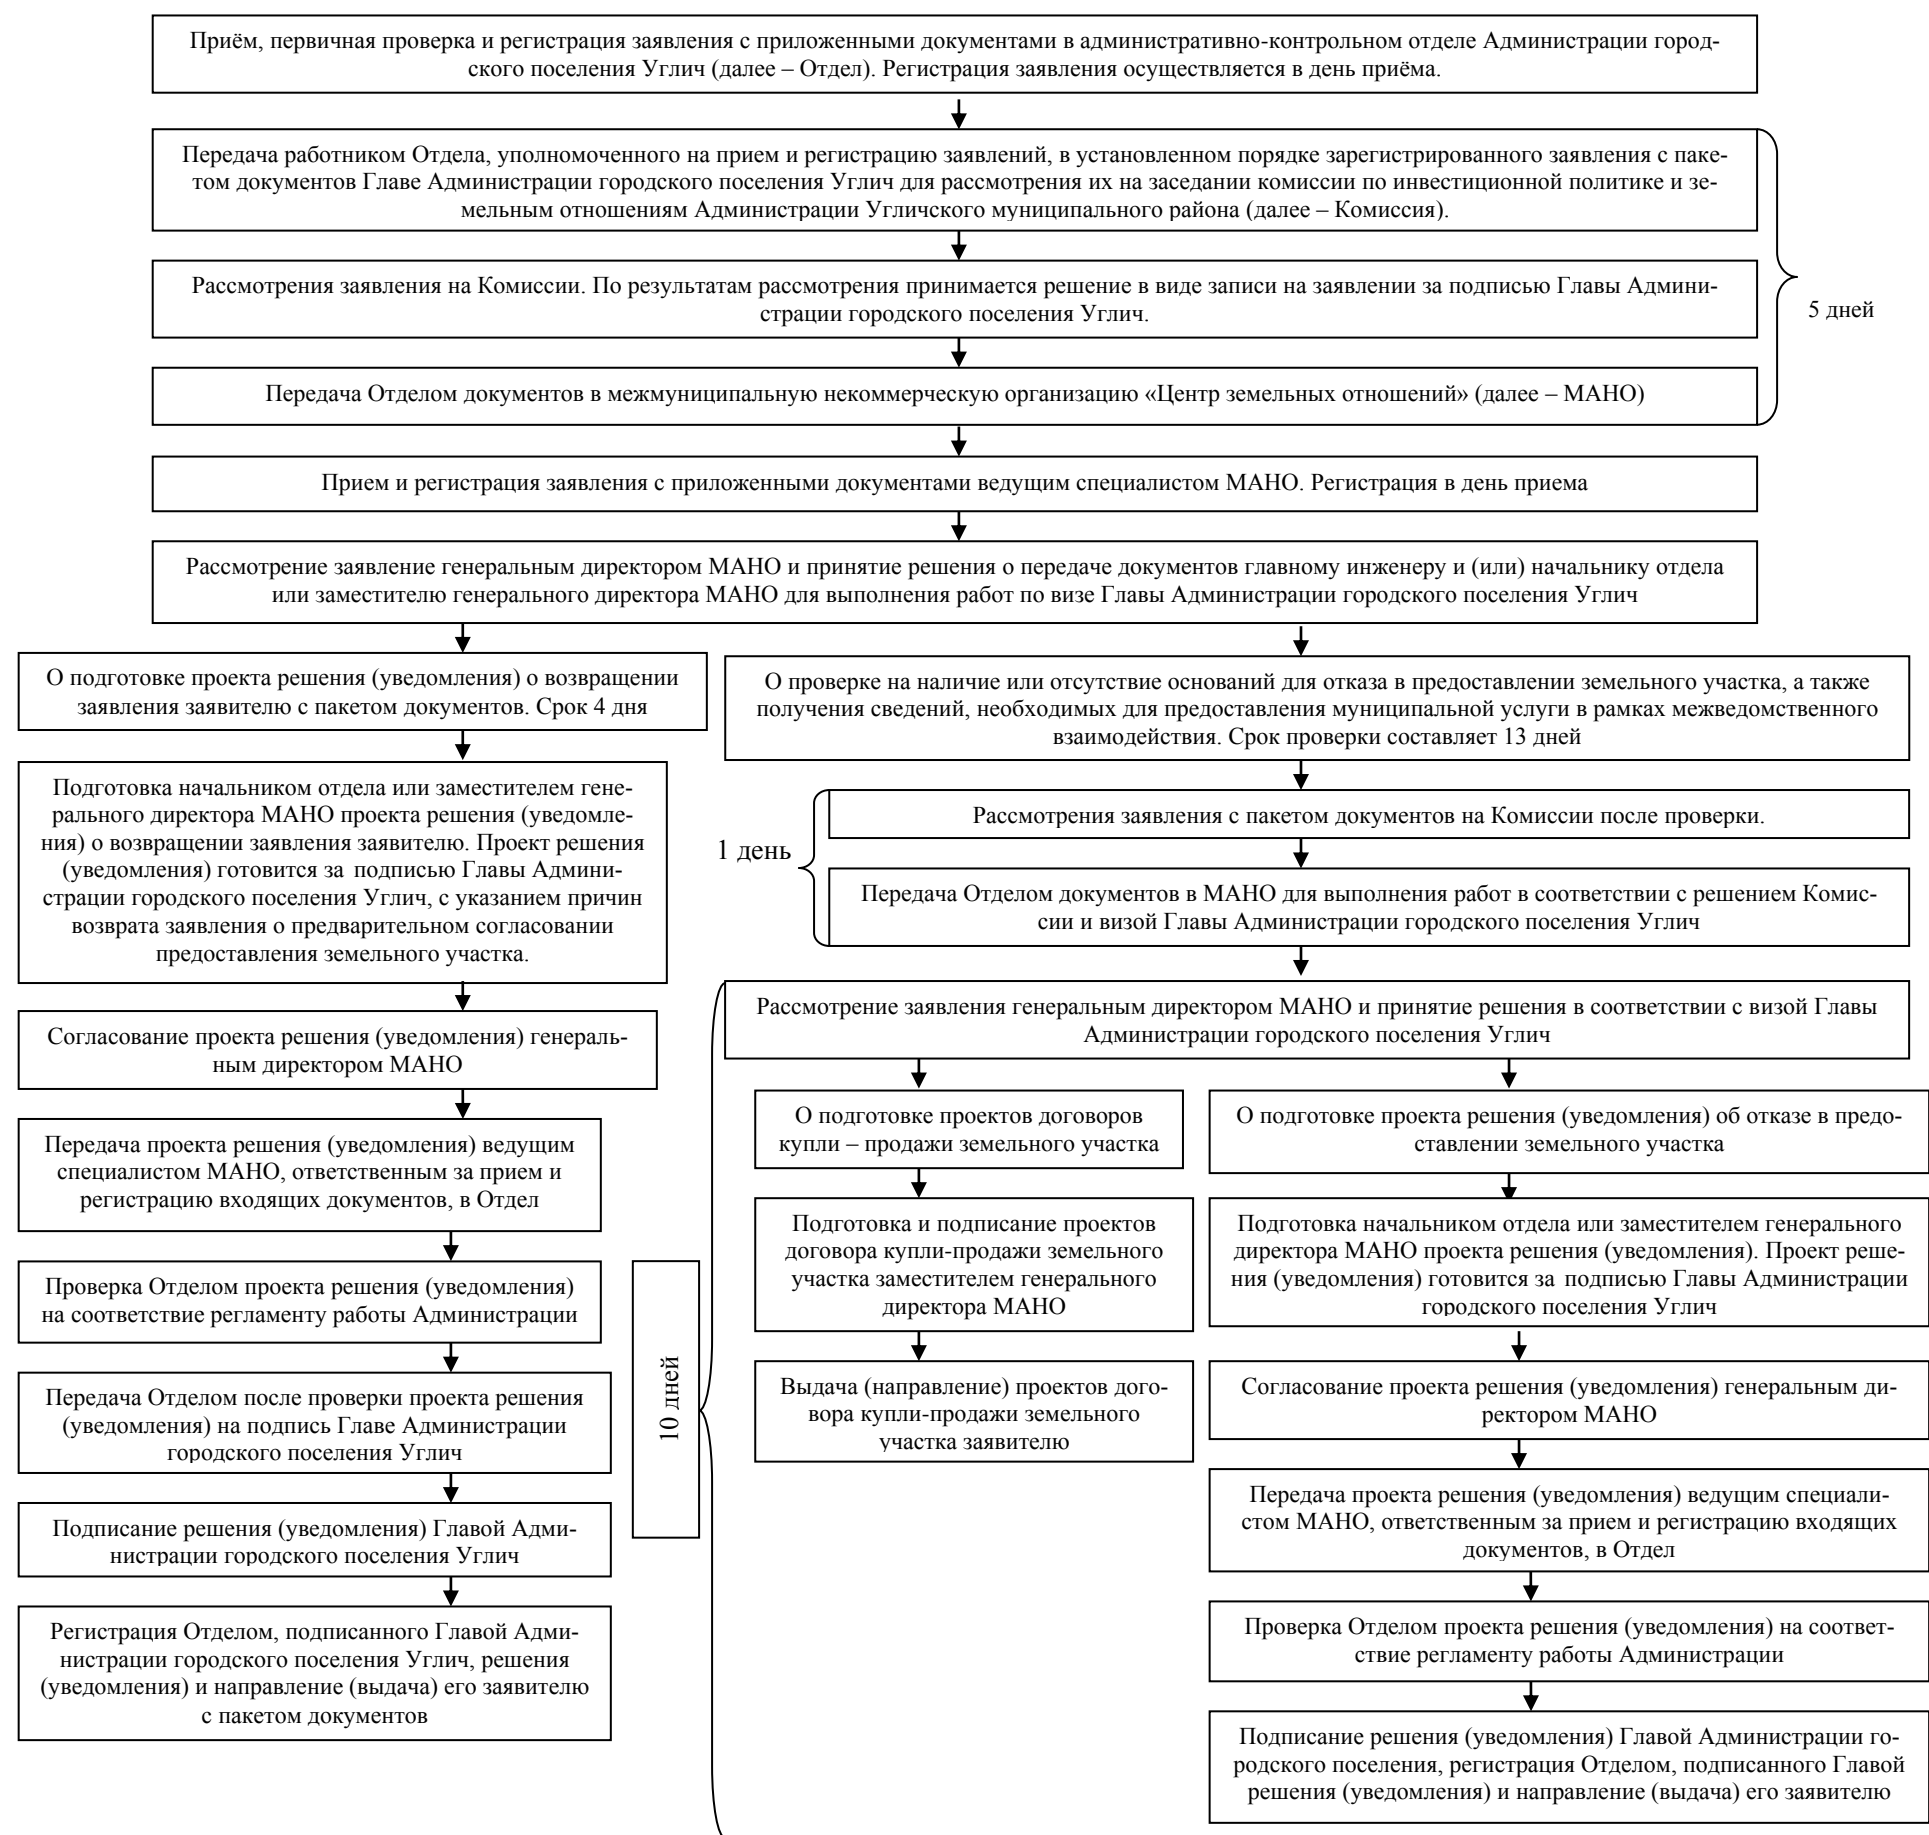 Приём, первичная проверка и регистрация заявления с приложенными документами в административно-контрольном отделе Администрации город-
ского поселения Углич (далее – Отдел). Регистрация заявления осуществляется в день приёма.
Передача работником Отдела, уполномоченного на прием и регистрацию заявлений, в установленном порядке зарегистрированного заявления с паке-
том документов Главе Администрации городского поселения Углич для рассмотрения их на заседании комиссии по инвестиционной политике и зе-
мельным отношениям Администрации Угличского муниципального района (далее – Комиссия).
Рассмотрения заявления на Комиссии. По результатам рассмотрения принимается решение в виде записи на заявлении за подписью Главы Админи-
страции городского поселения Углич.
5 дней
Передача Отделом документов в межмуниципальную некоммерческую организацию «Центр земельных отношений» (далее – МАНО)
Прием и регистрация заявления с приложенными документами ведущим специалистом МАНО. Регистрация в день приема
Рассмотрение заявление генеральным директором МАНО и принятие решения о передаче документов главному инженеру и (или) начальнику отдела
или заместителю генерального директора МАНО для выполнения работ по визе Главы Администрации городского поселения Углич
О подготовке проекта решения (уведомления) о возвращении
заявления заявителю с пакетом документов. Срок 4 дня
Подготовка начальником отдела или заместителем гене-
рального директора МАНО проекта решения (уведомле-
ния) о возвращении заявления заявителю. Проект решения
(уведомления) готовится за подписью Главы Админи-
страции городского поселения Углич, с указанием причин
возврата заявления о предварительном согласовании
предоставления земельного участка.
Согласование проекта решения (уведомления) генераль-
ным директором МАНО
Передача проекта решения (уведомления) ведущим
специалистом МАНО, ответственным за прием и
регистрацию входящих документов, в Отдел
Проверка Отделом проекта решения (уведомления)
на соответствие регламенту работы Администрации
Передача Отделом после проверки проекта решения
(уведомления) на подпись Главе Администрации
городского поселения Углич
Подписание решения (уведомления) Главой Адми-
нистрации городского поселения Углич
Регистрация Отделом, подписанного Главой Адми-
нистрации городского поселения Углич, решения
(уведомления) и направление (выдача) его заявителю
с пакетом документов
О проверке на наличие или отсутствие оснований для отказа в предоставлении земельного участка, а также
получения сведений, необходимых для предоставления муниципальной услуги в рамках межведомственного
взаимодействия. Срок проверки составляет 13 дней
1 день
Рассмотрения заявления с пакетом документов на Комиссии после проверки.
Передача Отделом документов в МАНО для выполнения работ в соответствии с решением Комис-
сии и визой Главы Администрации городского поселения Углич
10 дней
Рассмотрение заявления генеральным директором МАНО и принятие решения в соответствии с визой Главы
Администрации городского поселения Углич
О подготовке проектов договоров
купли – продажи земельного участка
Подготовка и подписание проектов
договора купли-продажи земельного
участка заместителем генерального
директора МАНО
Выдача (направление) проектов дого-
вора купли-продажи земельного
участка заявителю
О подготовке проекта решения (уведомления) об отказе в предо-
ставлении земельного участка
Подготовка начальником отдела или заместителем генерального
директора МАНО проекта решения (уведомления). Проект реше-
ния (уведомления) готовится за подписью Главы Администрации
городского поселения Углич
Согласование проекта решения (уведомления) генеральным ди-
ректором МАНО
Передача проекта решения (уведомления) ведущим специали-
стом МАНО, ответственным за прием и регистрацию входящих
документов, в Отдел
Проверка Отделом проекта решения (уведомления) на соответ-
ствие регламенту работы Администрации
Подписание решения (уведомления) Главой Администрации го-
родского поселения, регистрация Отделом, подписанного Главой
решения (уведомления) и направление (выдача) его заявителю